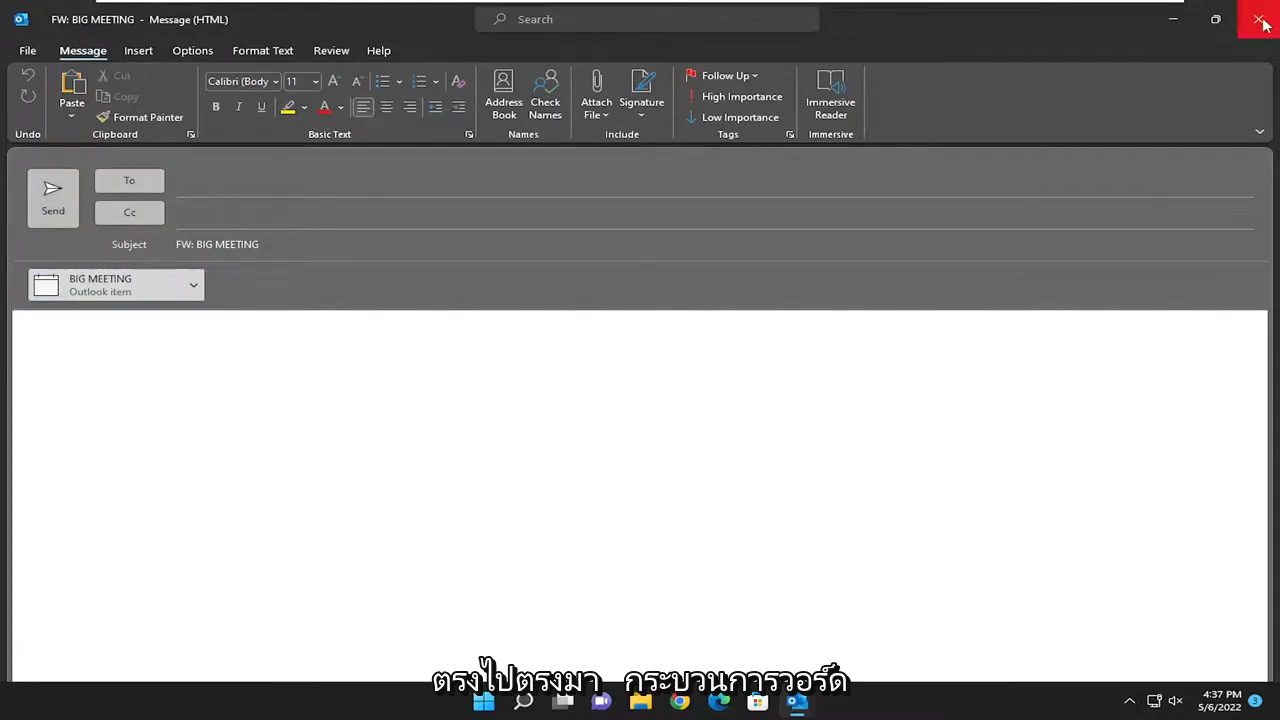 FW: BIG MEETING - Message (HTML)
Search
File Message Insert Options Format Text Review Help
Paste
Cut
Copy
Format Painter
Calibri (Body 11
B I U
Address Book
Check Names
Attach File
Signature
Follow Up
High Importance
Low Importance
Immersive Reader
Undo Clipboard Basic Text Names Include Tags Immersive
Send
To
Cc
Subject FW: BIG MEETING
BIG MEETING
Outlook item
ตรงไปตรงมา กระบวนการวอร์ด
4:37 PM
5/6/2022
3